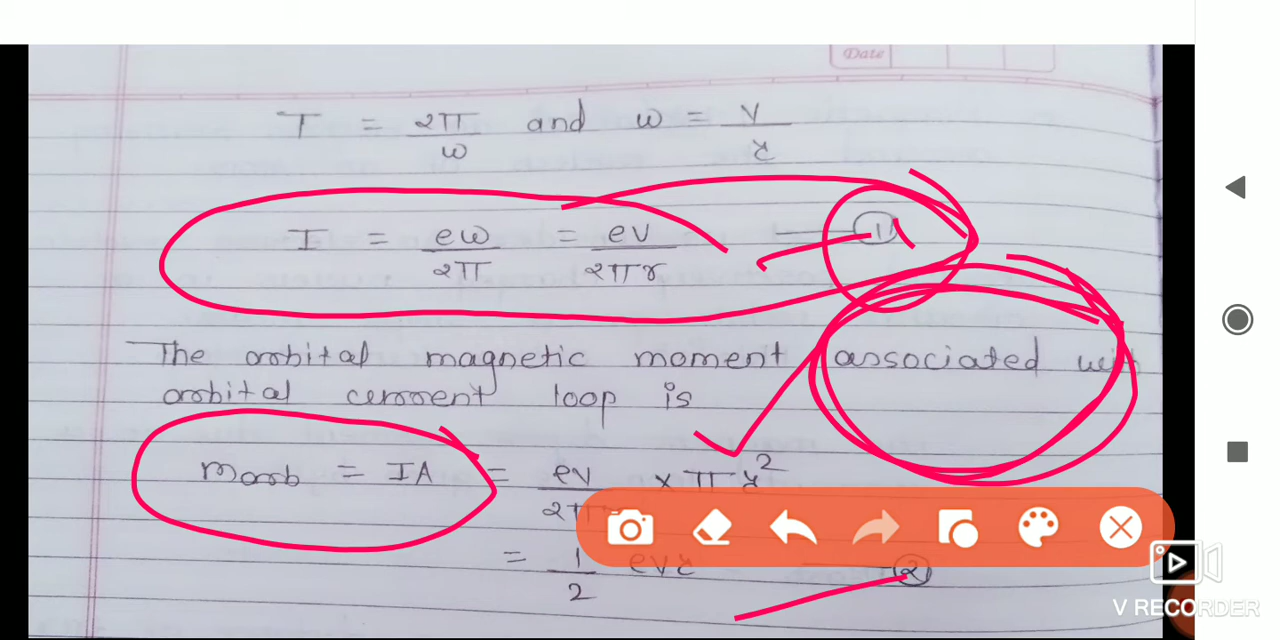 Date
T = 2π/ω and ω = v/r
I = eω/2π = ev/2πr —①
The orbital magnetic moment associated with
orbital current loop is
morb = IA = ev/2π × πr²
= 1/2 evr —②
V RECORDER